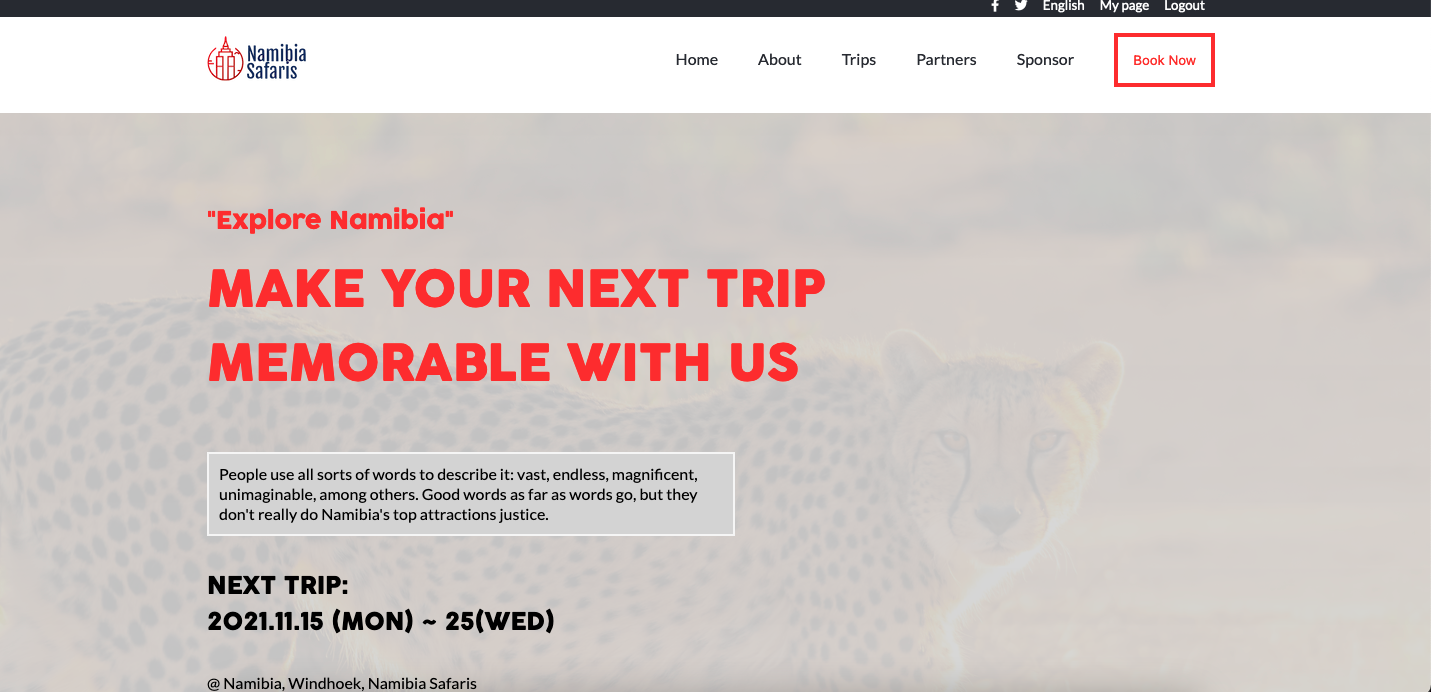 English My page Logout
Namibia
Safaris
Home About Trips Partners Sponsor Book Now
"Explore Namibia"
MAKE YOUR NEXT TRIP
MEMORABLE WITH US
People use all sorts of words to describe it: vast, endless, magnificent,
unimaginable, among others. Good words as far as words go, but they
don't really do Namibia's top attractions justice.
NEXT TRIP:
2021.11.15 (MON) ~ 25(WED)
@ Namibia, Windhoek, Namibia Safaris